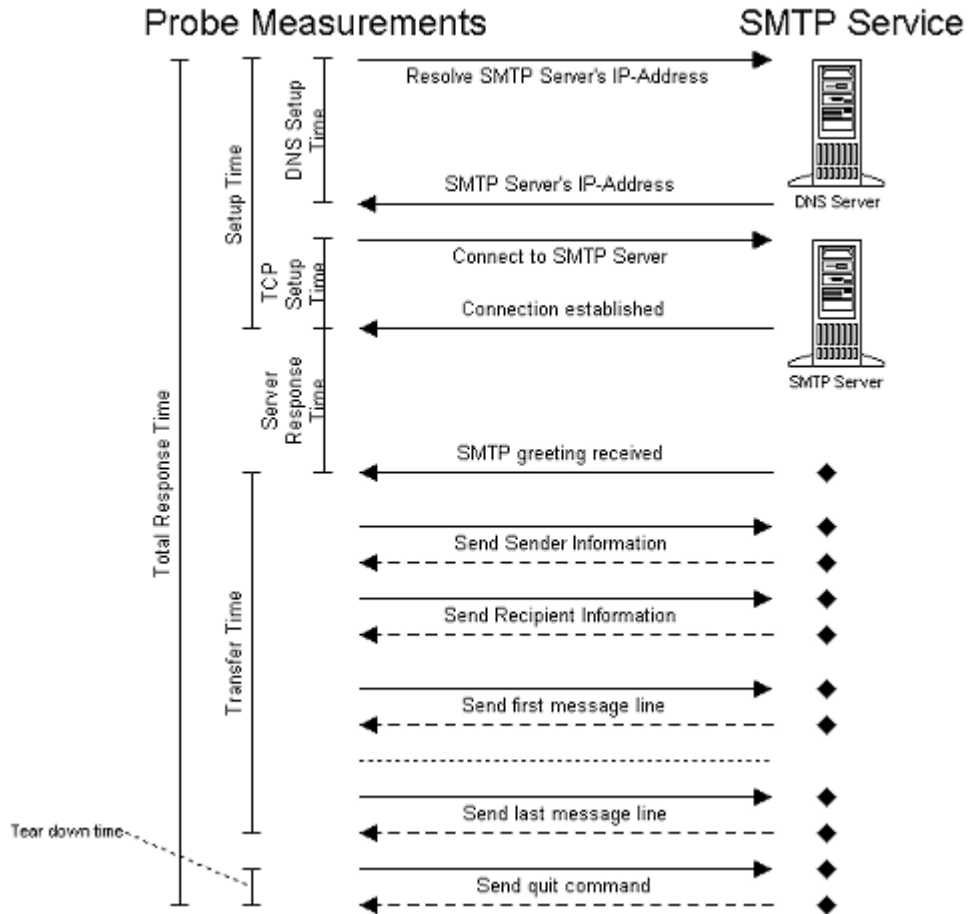 Probe Measurements
SMTP Service
Resolve SMTP Server's IP-Address
DNS Setup
Time
Setup Time
SMTP Server's IP-Address
DNS Server
Connect to SMTP Server
TCP
Setup
Time
Connection established
SMTP Server
Server
Response
Time
Total Response Time
SMTP greeting received
Send Sender Information
Send Recipient Information
Transfer Time
Send first message line
Send last message line
Tear down time
Send quit command